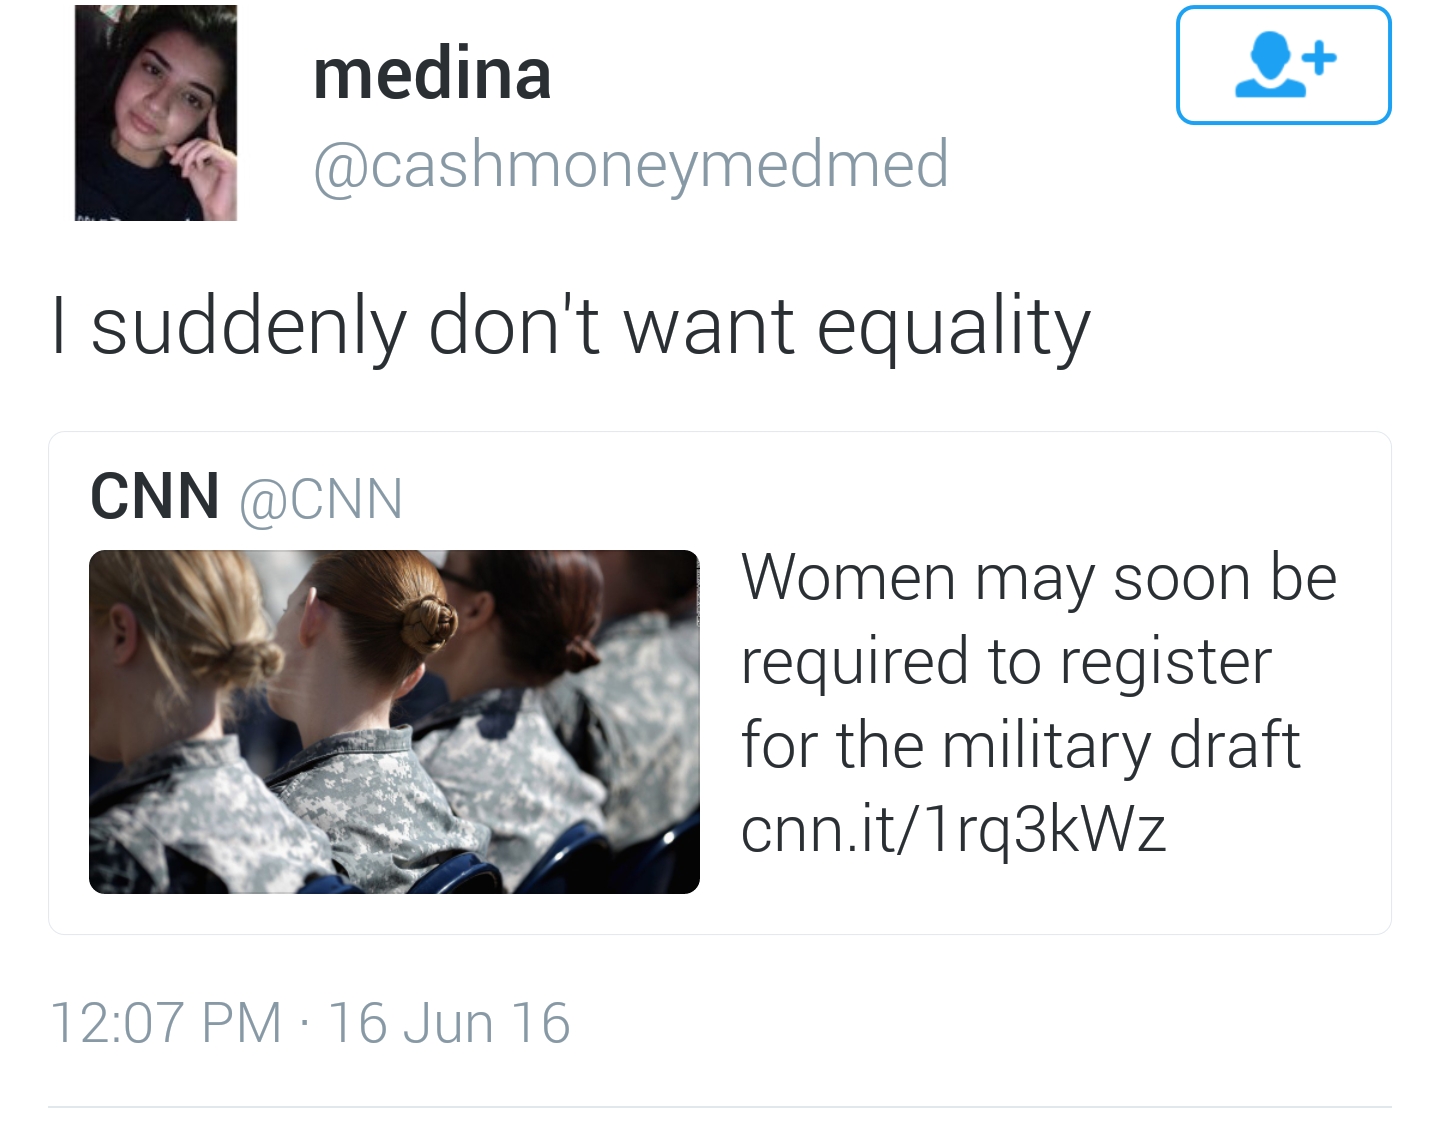 medina
@cashmoneymedmed
I suddenly don't want equality
CNN @CNN
Women may soon be
required to register
for the military draft
cnn.it/1rq3kWz
12:07 PM · 16 Jun 16